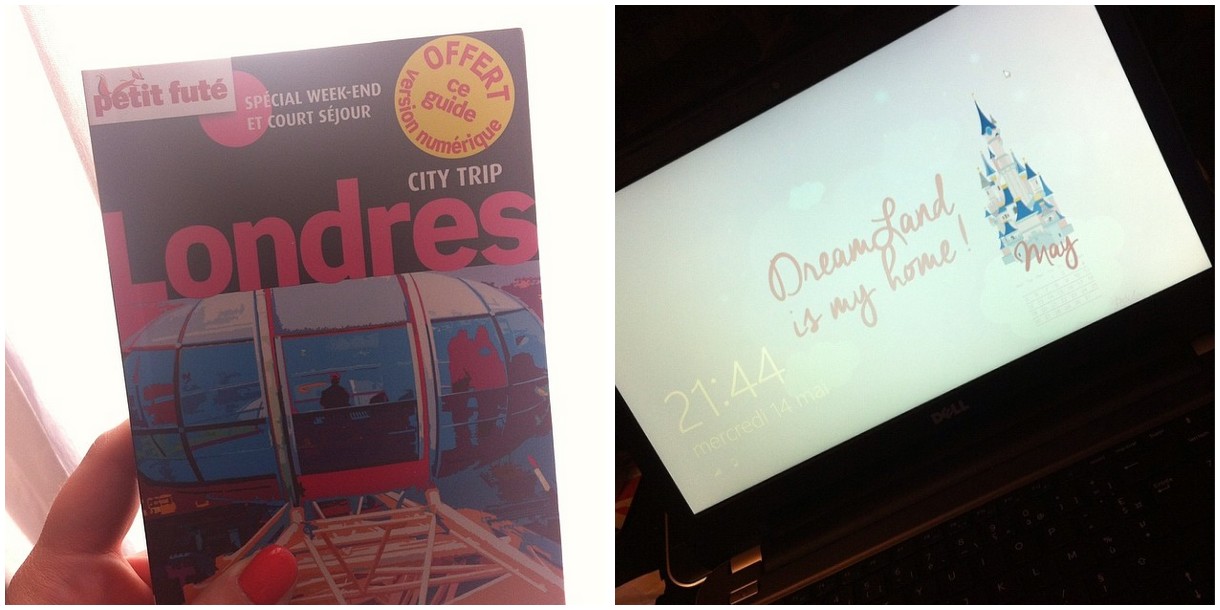 petit futé
SPÉCIAL WEEK-END
ET COURT SÉJOUR
OFFERT
ce
guide
version numérique
CITY TRIP
Londres
DreamLand
is my home !
May
21:44
mercredi 14 mai
DELL